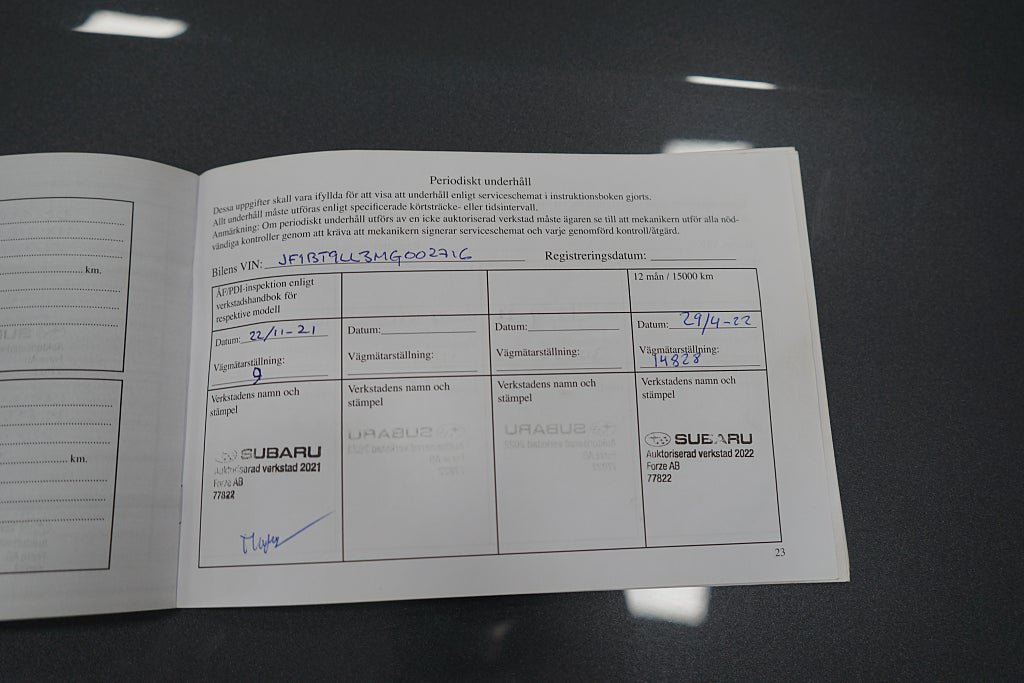 Periodiskt underhåll
Dessa uppgifter skall vara ifyllda för att visa att underhåll enligt serviceschemat i instruktionsboken gjorts.
Allt underhåll måste utföras enligt specificerade körtsträcke- eller tidsintervall.
Anmärkning: Om periodiskt underhåll utförs av en icke auktoriserad verkstad måste ägaren se till att mekanikern utför alla nöd-
vändiga kontroller genom att kräva att mekanikern signerar serviceschemat och varje genomförd kontroll/åtgärd.
Bilens VIN: JF1BT9LL3MG002716 Registreringsdatum:
ÄF/PDI-inspektion enligt
verkstadshandbok för
respektive modell
12 mån / 15000 km
Datum: 22/11-21 Datum: Datum: Datum: 29/4-22
Vägmätarställning: Vägmätarställning: Vägmätarställning: Vägmätarställning:
9 14828
Verkstadens namn och Verkstadens namn och Verkstadens namn och Verkstadens namn och
stämpel stämpel stämpel stämpel
SUBARU SUBARU
Auktoriserad verkstad 2021 Auktoriserad verkstad 2022
Forze AB Forze AB
77822 77822
23
km.
km.